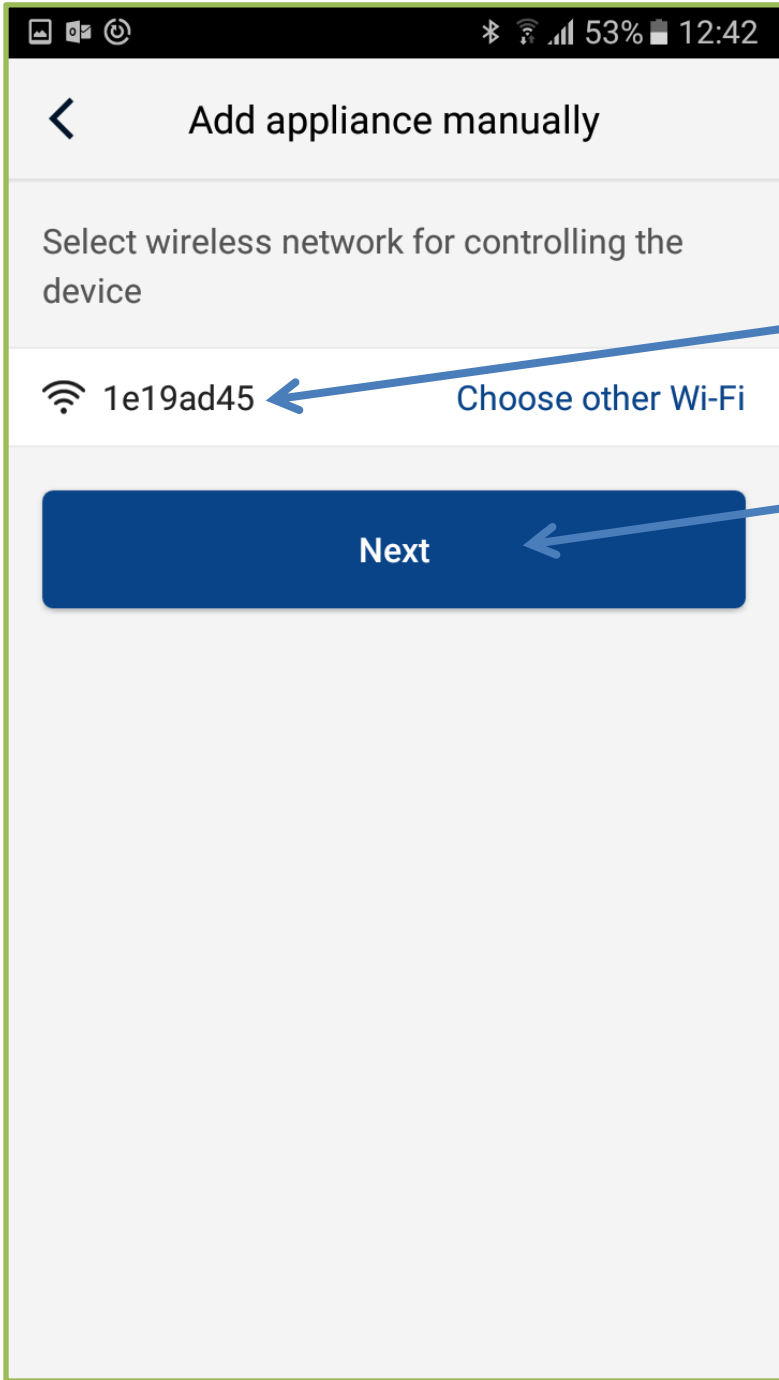 53% 12:42
Add appliance manually
Select wireless network for controlling the
device
1e19ad45 Choose other Wi-Fi
Next